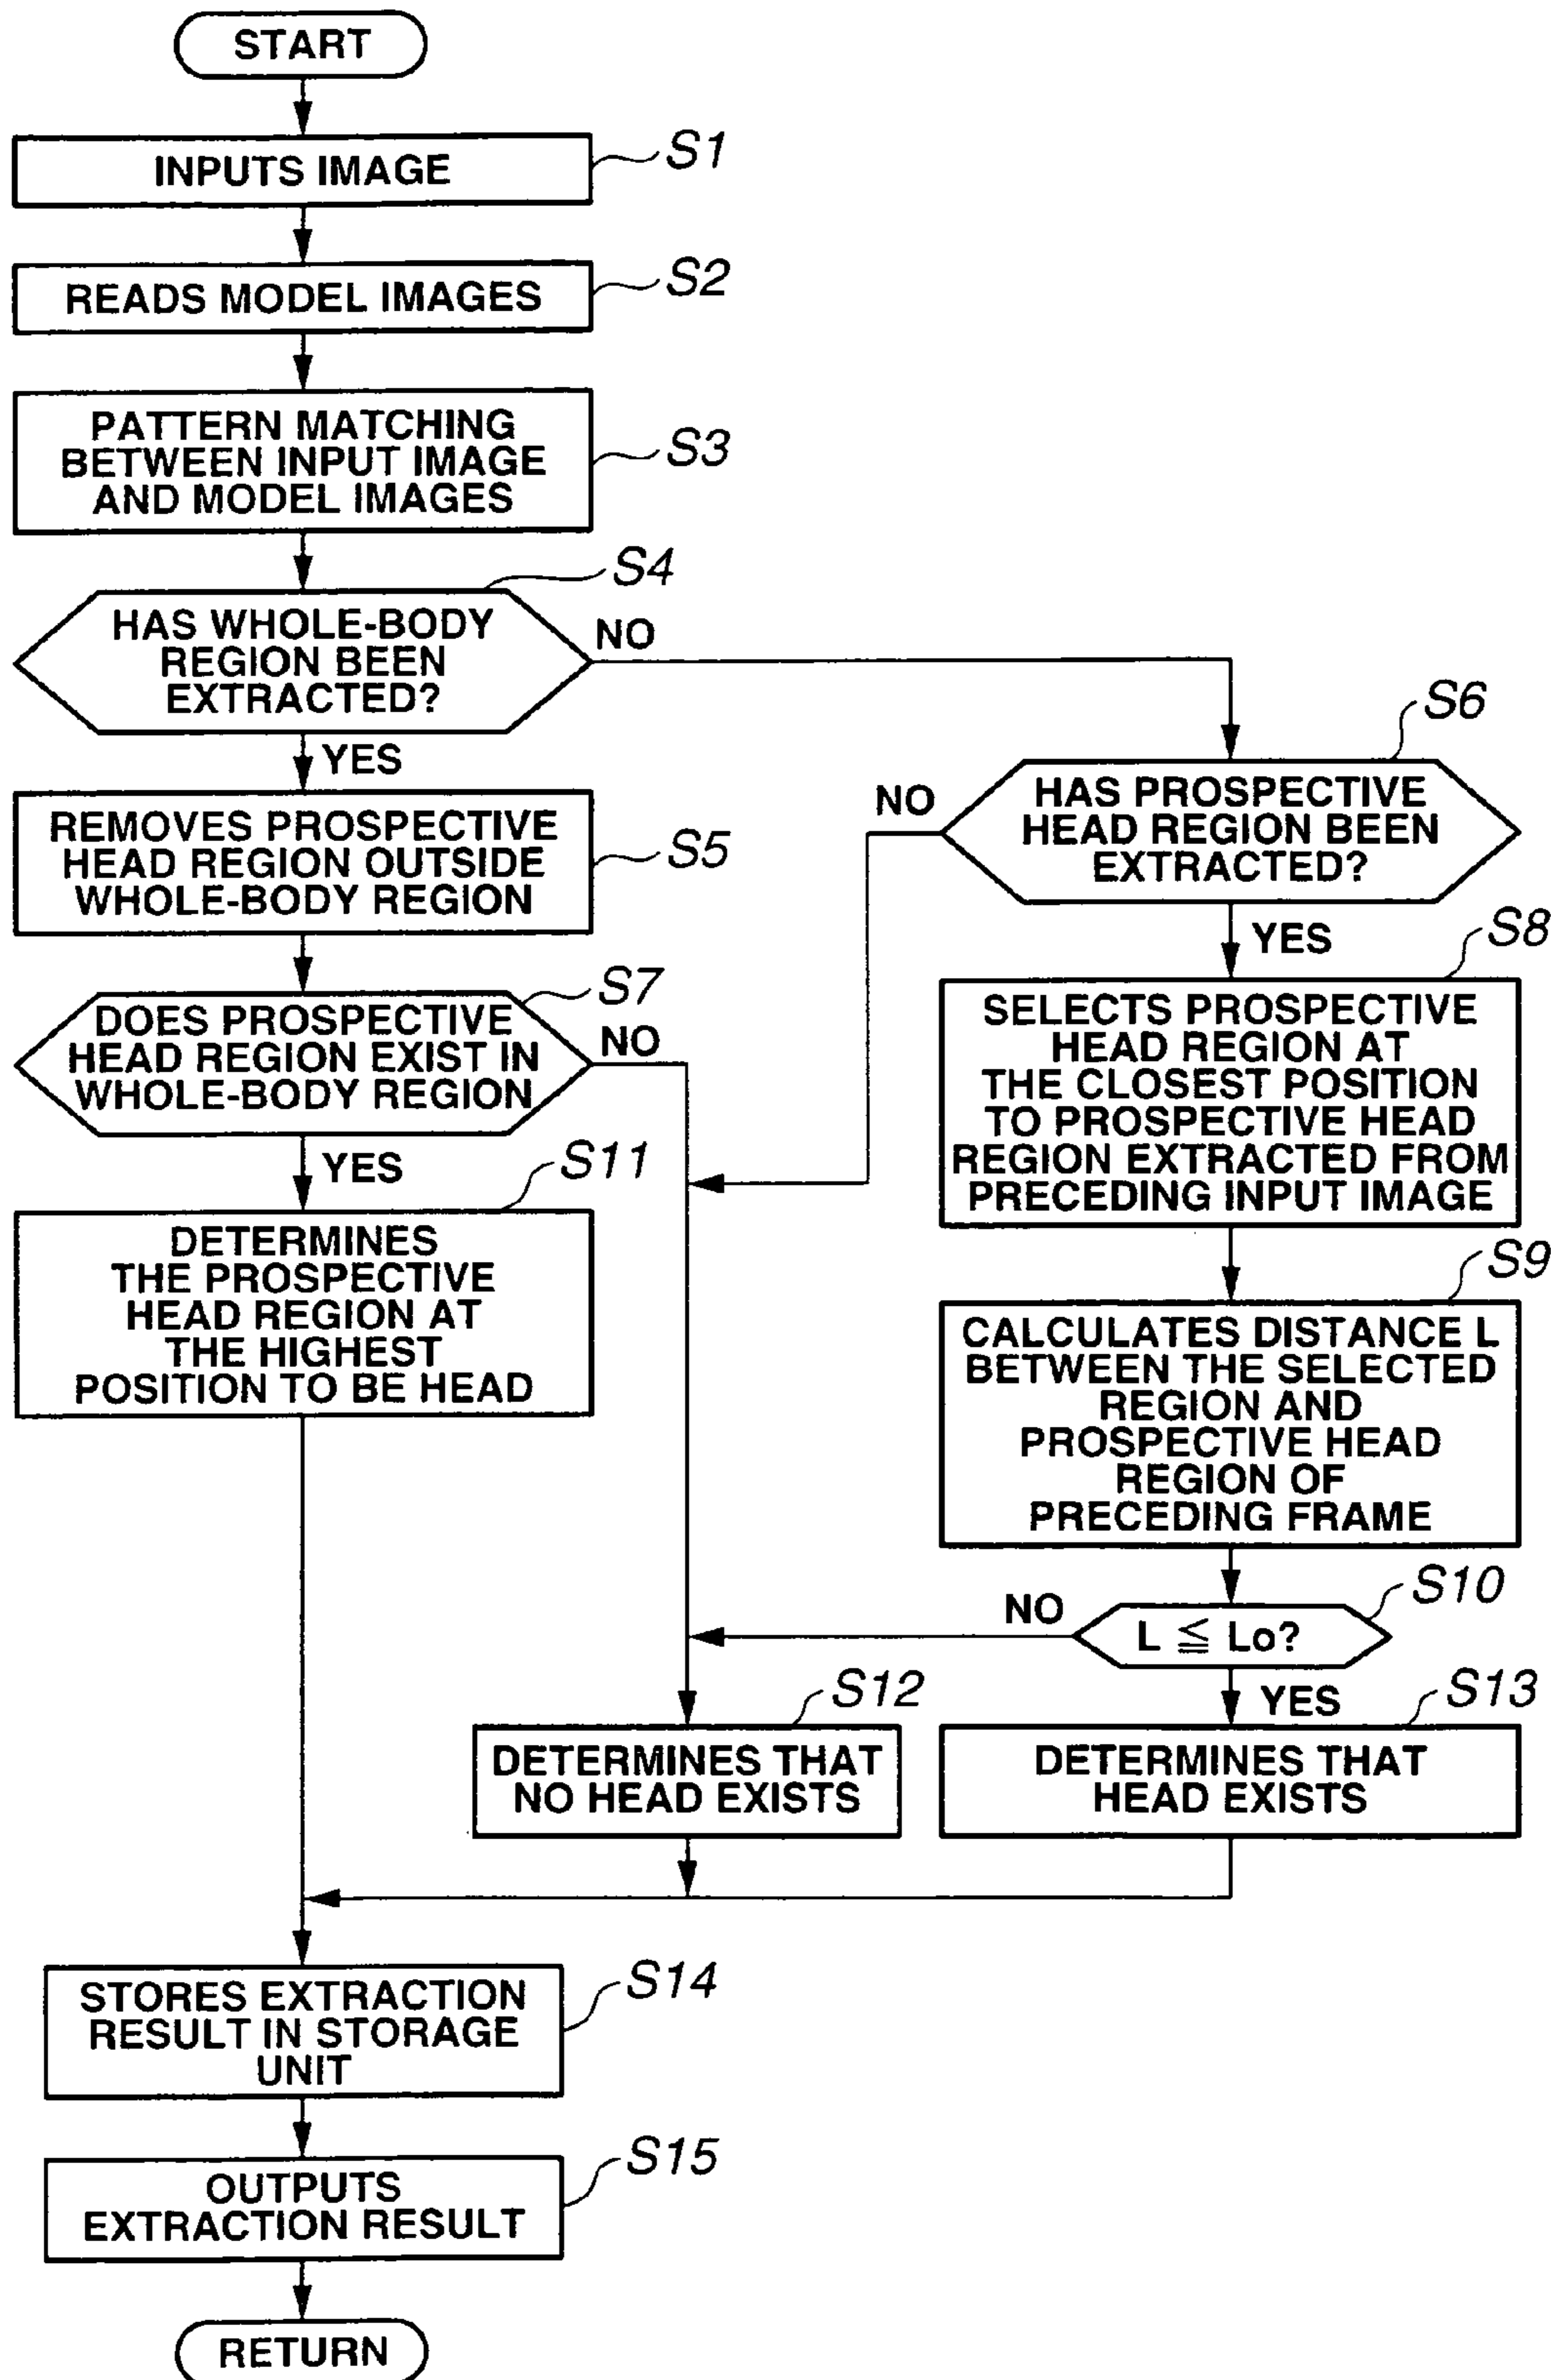 START
INPUTS IMAGE
S1
READS MODEL IMAGES
S2
PATTERN MATCHING
BETWEEN INPUT IMAGE
AND MODEL IMAGES
S3
HAS WHOLE-BODY
REGION BEEN
EXTRACTED?
S4
NO
YES
REMOVES PROSPECTIVE
HEAD REGION OUTSIDE
WHOLE-BODY REGION
S5
HAS PROSPECTIVE
HEAD REGION BEEN
EXTRACTED?
S6
NO
YES
DOES PROSPECTIVE
HEAD REGION EXIST IN
WHOLE-BODY REGION
S7
NO
YES
SELECTS PROSPECTIVE
HEAD REGION AT
THE CLOSEST POSITION
TO PROSPECTIVE HEAD
REGION EXTRACTED FROM
PRECEDING INPUT IMAGE
S8
CALCULATES DISTANCE L
BETWEEN THE SELECTED
REGION AND
PROSPECTIVE HEAD
REGION OF
PRECEDING FRAME
S9
L ≦ Lo?
S10
NO
YES
DETERMINES
THE PROSPECTIVE
HEAD REGION AT
THE HIGHEST
POSITION TO BE HEAD
S11
DETERMINES THAT
NO HEAD EXISTS
S12
DETERMINES THAT
HEAD EXISTS
S13
STORES EXTRACTION
RESULT IN STORAGE
UNIT
S14
OUTPUTS
EXTRACTION RESULT
S15
RETURN